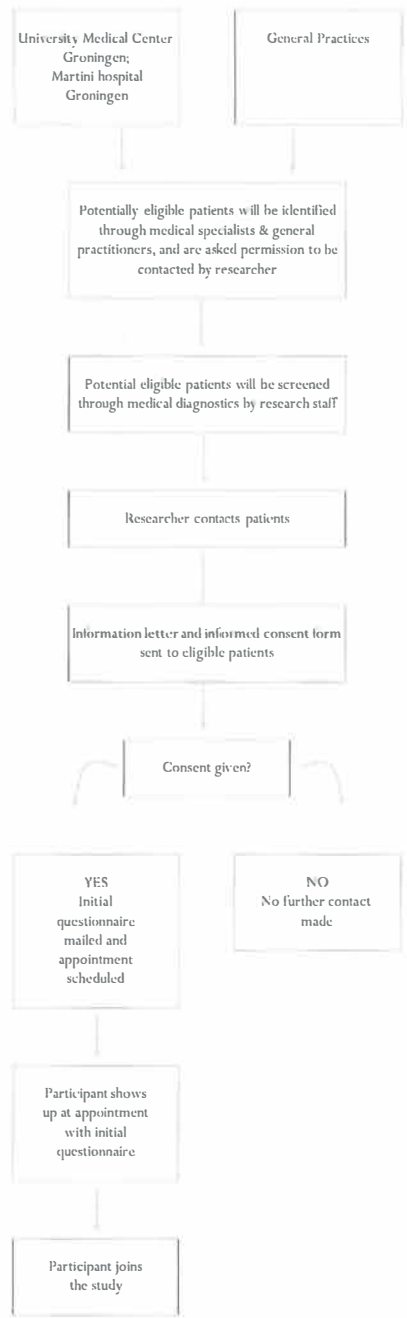 University Medical Center
Groningen;
Martini hospital
Groningen
General Practices
Potentially eligible patients will be identified
through medical specialists & general
practitioners, and are asked permission to be
contacted by researcher
Potential eligible patients will be screened
through medical diagnostics by research staff
Researcher contacts patients
Information letter and informed consent form
sent to eligible patients
Consent given?
YES
Initial
questionnaire
mailed and
appointment
scheduled
NO
No further contact
made
Participant shows
up at appointment
with initial
questionnaire
Participant joins
the study